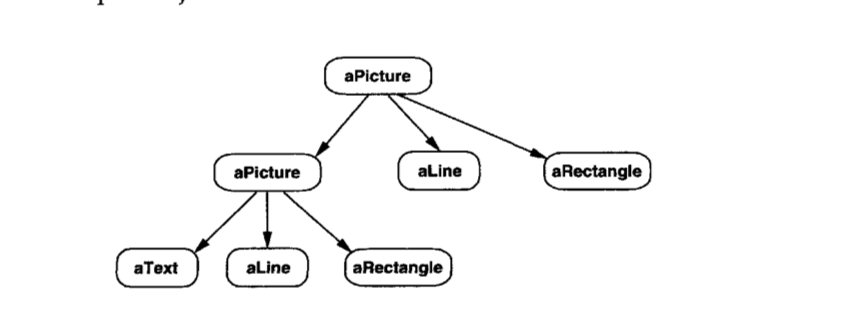 aPicture
aPicture
aLine
aRectangle
aText
aLine
aRectangle